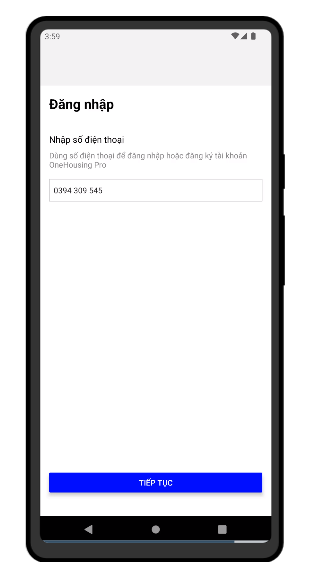 3:59
Đăng nhập
Nhập số điện thoại
Dùng số điện thoại để đăng nhập hoặc đăng ký tài khoản
OneHousing Pro
0394 309 545
TIẾP TỤC